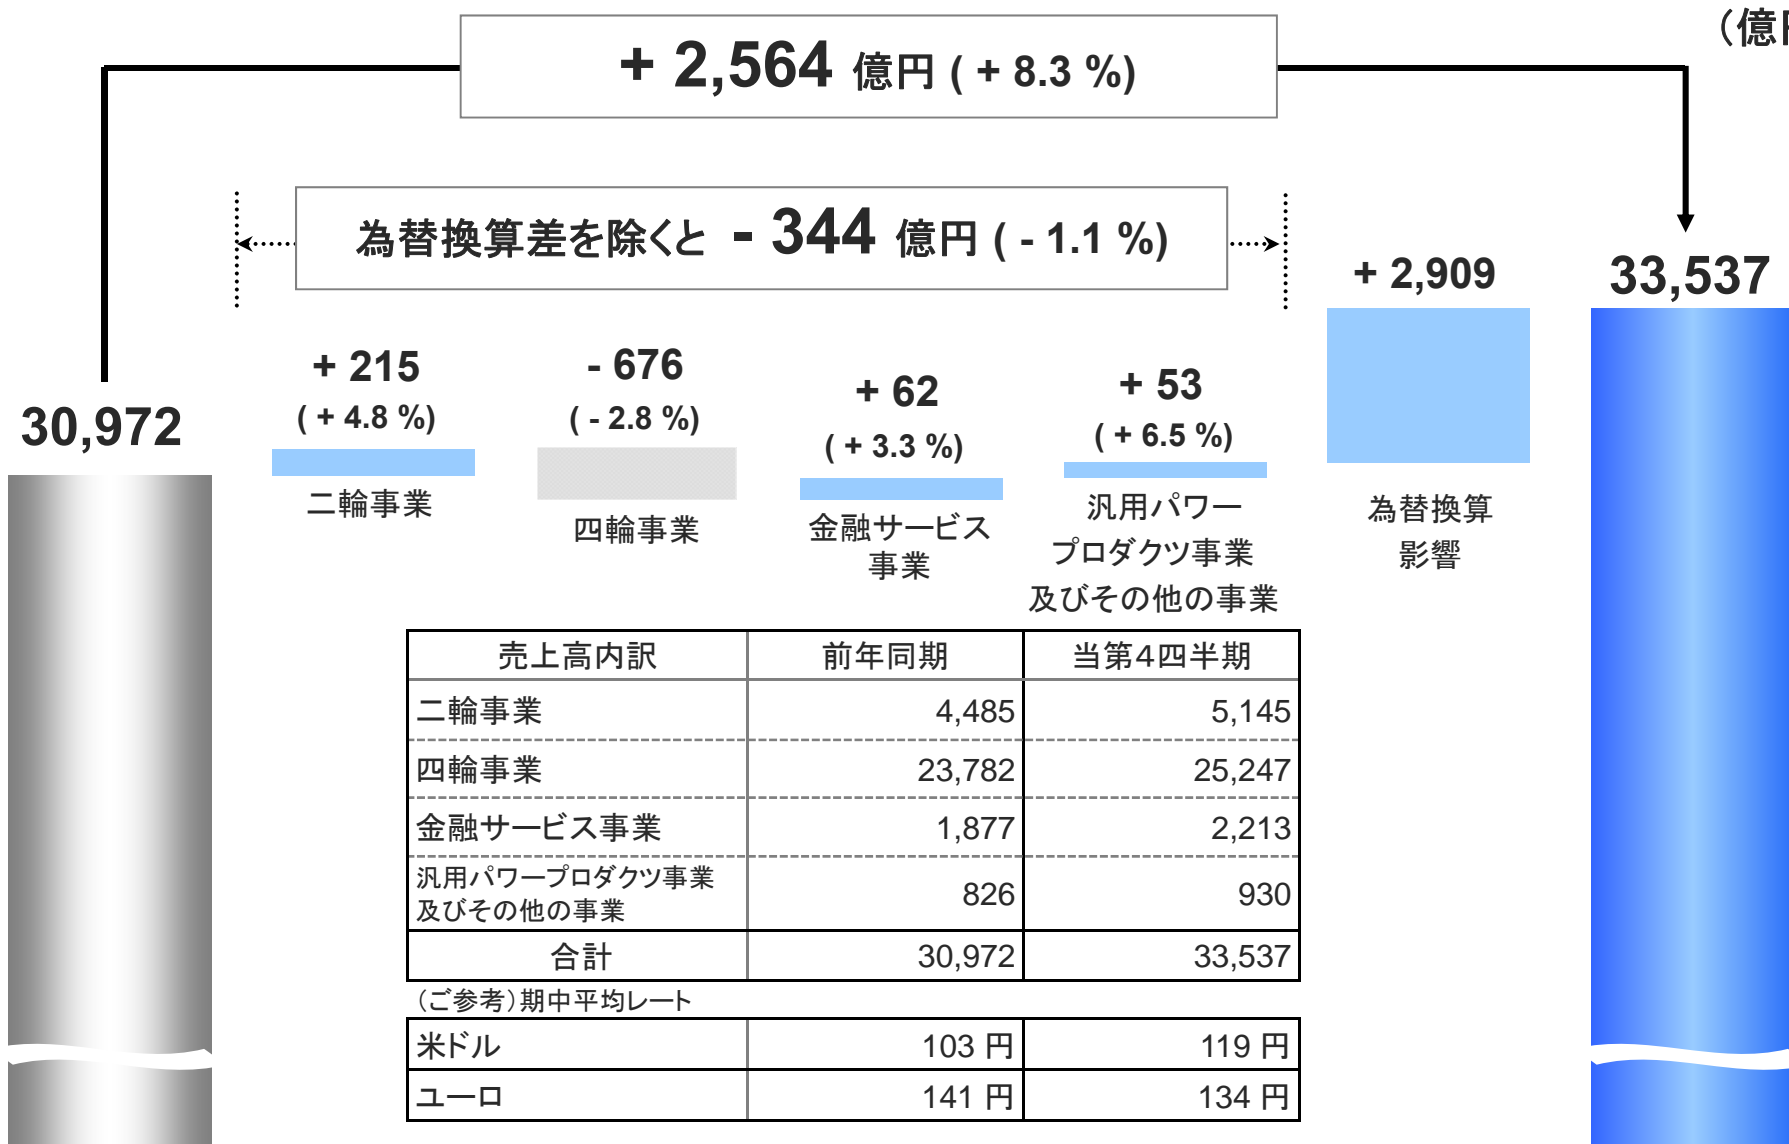 (億円
+ 2,564 億円 ( + 8.3 %)
為替換算差を除くと - 344 億円 ( - 1.1 %)
30,972
+ 215
( + 4.8 %)
二輪事業
- 676
( - 2.8 %)
四輪事業
+ 62
( + 3.3 %)
金融サービス
事業
+ 53
( + 6.5 %)
汎用パワー
プロダクツ事業
及びその他の事業
+ 2,909
為替換算
影響
33,537
売上高内訳 前年同期 当第4四半期
二輪事業 4,485 5,145
四輪事業 23,782 25,247
金融サービス事業 1,877 2,213
汎用パワープロダクツ事業
及びその他の事業 826 930
合計 30,972 33,537
(ご参考)期中平均レート
米ドル 103 円 119 円
ユーロ 141 円 134 円